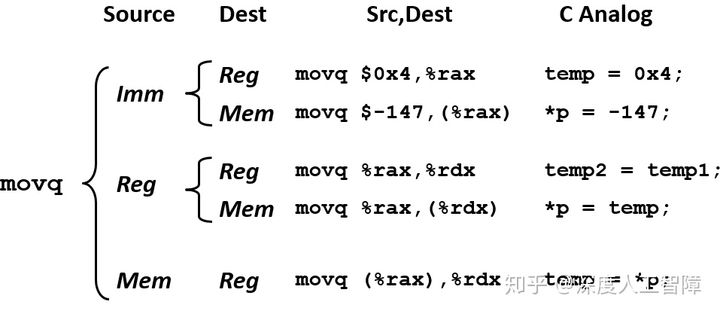 Source Dest Src,Dest C Analog
Reg movq $0x4,%rax temp = 0x4;
Imm
Mem movq $-147,(%rax) *p = -147;
Reg movq %rax,%rdx temp2 = temp1;
movq Reg
Mem movq %rax,(%rdx) *p = temp;
Mem Reg movq (%rax),%rdx temp = *p;
知乎 @深度人工智障